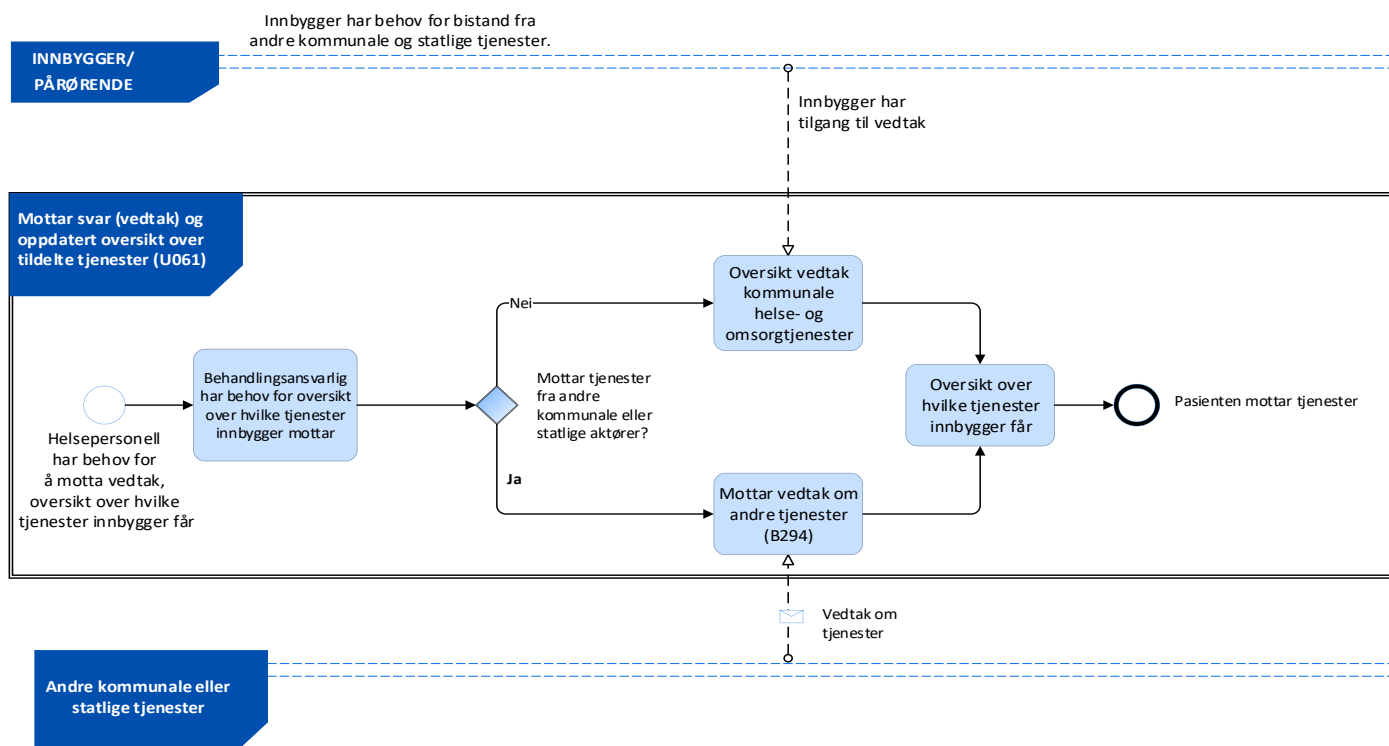 Innbygger har behov for bistand fra
andre kommunale og statlige tjenester.
INNBYGGER/
PÅRØRENDE
Innbygger har
tilgang til vedtak
Mottar svar (vedtak) og
oppdatert oversikt over
tildelte tjenester (U061)
Oversikt vedtak
kommunale
helse- og
omsorgtjenester
Nei
Behandlingsansvarlig
har behov for oversikt
over hvilke tjenester
innbygger mottar
Mottar tjenester
fra andre
kommunale eller
statlige aktører?
Oversikt over
hvilke tjenester
innbygger får
Pasienten mottar tjenester
Helsepersonell
har behov for
å motta vedtak,
oversikt over hvilke
tjenester innbygger får
Ja
Mottar vedtak om
andre tjenester
(B294)
Vedtak om
tjenester
Andre kommunale eller
statlige tjenester